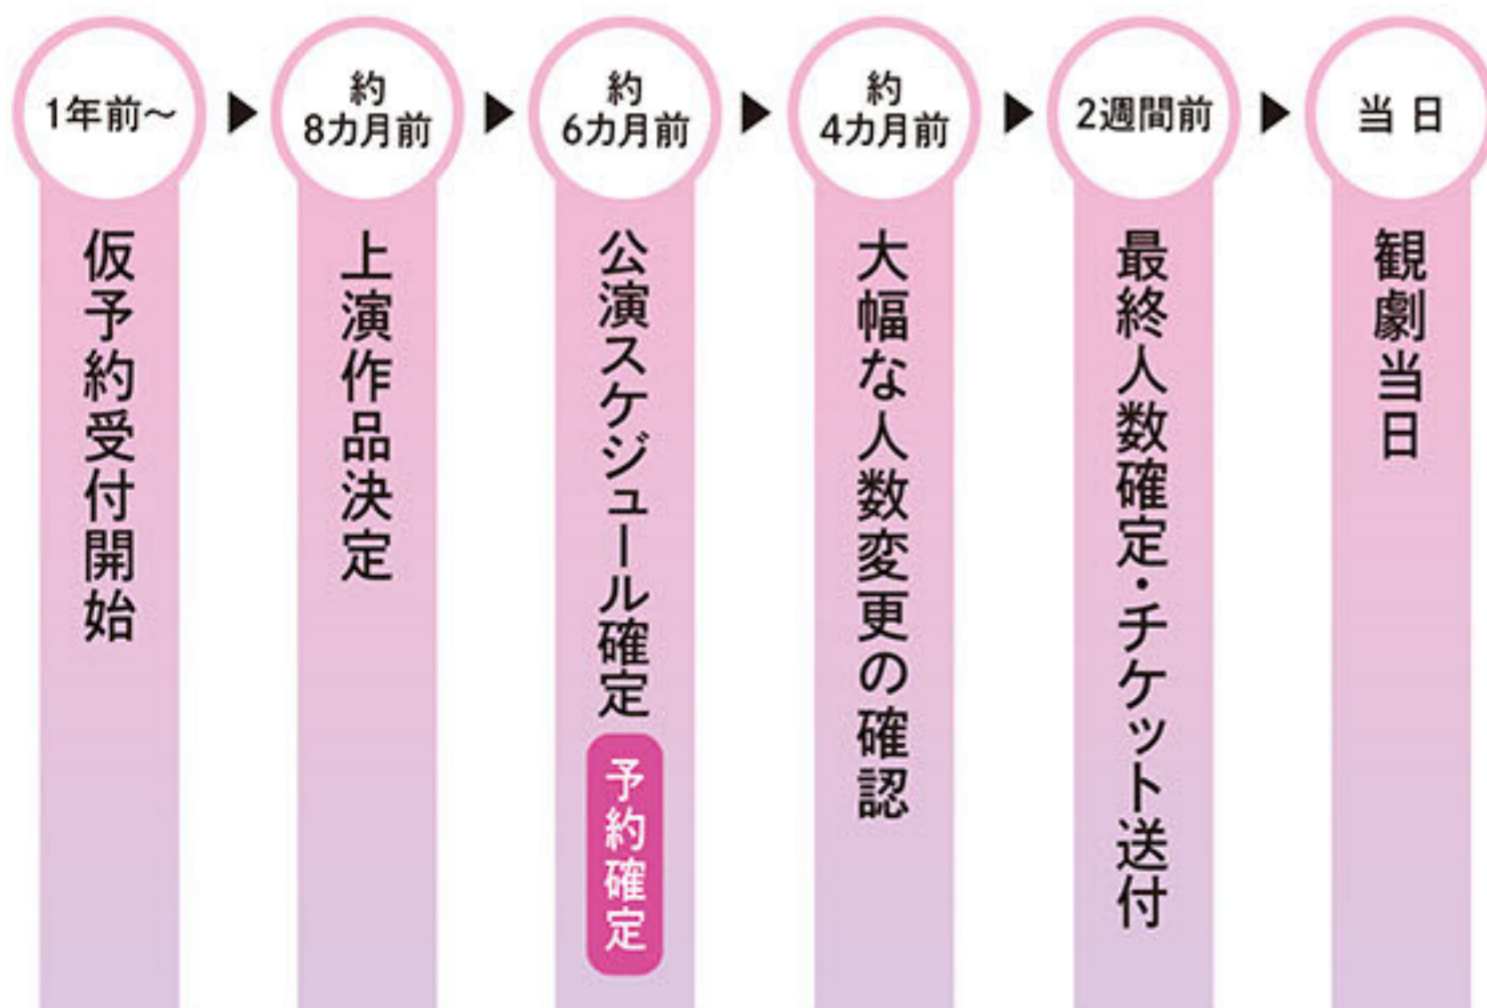 1年前～
仮予約受付開始
約
8カ月前
上演作品決定
約
6カ月前
公演スケジュール確定
予約確定
約
4カ月前
大幅な人数変更の確認
2週間前
最終人数確定・チケット送付
当日
観劇当日